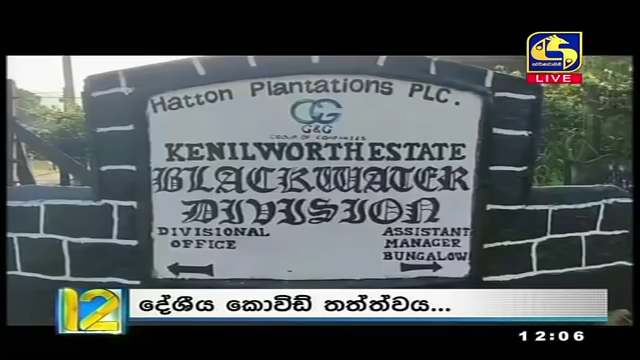 LIVE
Hatton Plantations PLC.
G&G
GROUP OF COMPANIES
KENILWORTH ESTATE
BLACKWATER
DIVISION
DIVISIONAL
OFFICE
ASSISTANT
MANAGER
BUNGALOW
12
දේශීය කොවිඩ් තත්ත්වය...
12:06